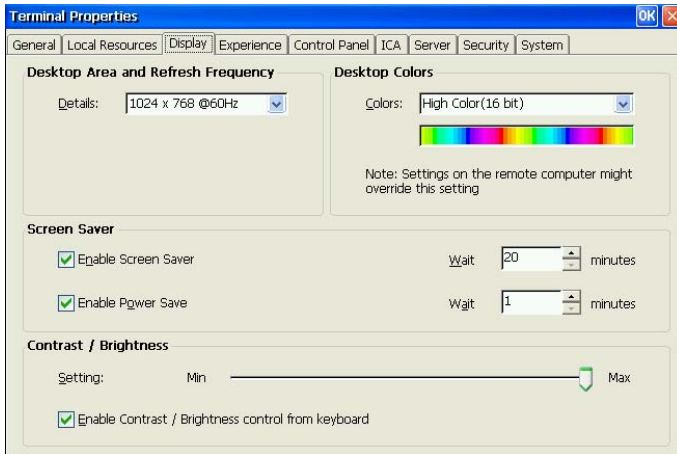 Terminal Properties OK
General Local Resources Display Experience Control Panel ICA Server Security System
Desktop Area and Refresh Frequency
Details: 1024 x 768 @60Hz
Desktop Colors
Colors: High Color(16 bit)
Note: Settings on the remote computer might
override this setting
Screen Saver
Enable Screen Saver Wait 20 minutes
Enable Power Save Wait 1 minutes
Contrast / Brightness
Setting: Min Max
Enable Contrast / Brightness control from keyboard